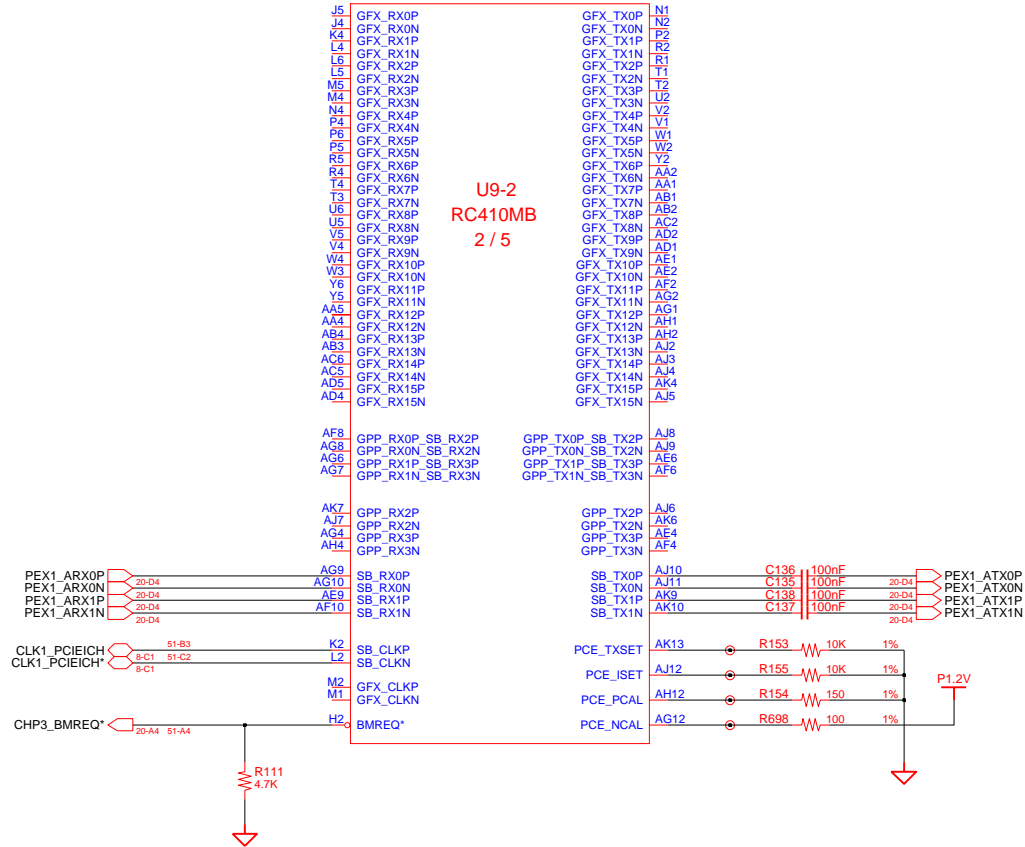 J5 GFX_RX0P GFX_TX0P N1
J4 GFX_RX0N GFX_TX0N N2
K4 GFX_RX1P GFX_TX1P P2
L4 GFX_RX1N GFX_TX1N R2
L6 GFX_RX2P GFX_TX2P R1
L5 GFX_RX2N GFX_TX2N T1
M5 GFX_RX3P GFX_TX3P T2
M4 GFX_RX3N GFX_TX3N U2
N4 GFX_RX4P GFX_TX4P V2
P4 GFX_RX4N GFX_TX4N V1
P6 GFX_RX5P GFX_TX5P W1
P5 GFX_RX5N GFX_TX5N W2
R5 GFX_RX6P GFX_TX6P Y2
R4 GFX_RX6N GFX_TX6N AA2
T4 GFX_RX7P GFX_TX7P AA1
T3 GFX_RX7N GFX_TX7N AB1
U6 GFX_RX8P GFX_TX8P AB2
U5 GFX_RX8N GFX_TX8N AC2
V5 GFX_RX9P GFX_TX9P AD2
V4 GFX_RX9N GFX_TX9N AD1
W4 GFX_RX10P GFX_TX10P AE1
W3 GFX_RX10N GFX_TX10N AE2
Y6 GFX_RX11P GFX_TX11P AF2
Y5 GFX_RX11N GFX_TX11N AG2
AA5 GFX_RX12P GFX_TX12P AG1
AA4 GFX_RX12N GFX_TX12N AH1
AB4 GFX_RX13P GFX_TX13P AH2
AB3 GFX_RX13N GFX_TX13N AJ2
AC6 GFX_RX14P GFX_TX14P AJ3
AC5 GFX_RX14N GFX_TX14N AJ4
AD5 GFX_RX15P GFX_TX15P AK4
AD4 GFX_RX15N GFX_TX15N AJ5
U9-2
RC410MB
2 / 5
AF8 GPP_RX0P_SB_RX2P GPP_TX0P_SB_TX2P AJ8
AG8 GPP_RX0N_SB_RX2N GPP_TX0N_SB_TX2N AJ9
AG6 GPP_RX1P_SB_RX3P GPP_TX1P_SB_TX3P AE6
AG7 GPP_RX1N_SB_RX3N GPP_TX1N_SB_TX3N AF6
AK7 GPP_RX2P GPP_TX2P AJ6
AJ7 GPP_RX2N GPP_TX2N AK6
AG4 GPP_RX3P GPP_TX3P AE4
AH4 GPP_RX3N GPP_TX3N AF4
PEX1_ARX0P 20-D4 AG9 SB_RX0P SB_TX0P AJ10 C136 100nF 20-D4 PEX1_ATX0P
PEX1_ARX0N 20-D4 AG10 SB_RX0N SB_TX0N AJ11 C135 100nF 20-D4 PEX1_ATX0N
PEX1_ARX1P 20-D4 AE9 SB_RX1P SB_TX1P AK9 C138 100nF 20-D4 PEX1_ATX1P
PEX1_ARX1N 20-D4 AF10 SB_RX1N SB_TX1N AK10 C137 100nF 20-D4 PEX1_ATX1N
CLK1_PCIEICH 8-C1 51-B3 K2 SB_CLKP PCE_TXSET AK13 R153 10K 1%
CLK1_PCIEICH* 8-C1 51-C2 L2 SB_CLKN
PCE_ISET AJ12 R155 10K 1%
M2 GFX_CLKP
M1 GFX_CLKN PCE_PCAL AH12 R154 150 1%
P1.2V
CHP3_BMREQ* 20-A4 51-A4 H2 BMREQ* PCE_NCAL AG12 R698 100 1%
R111
4.7K